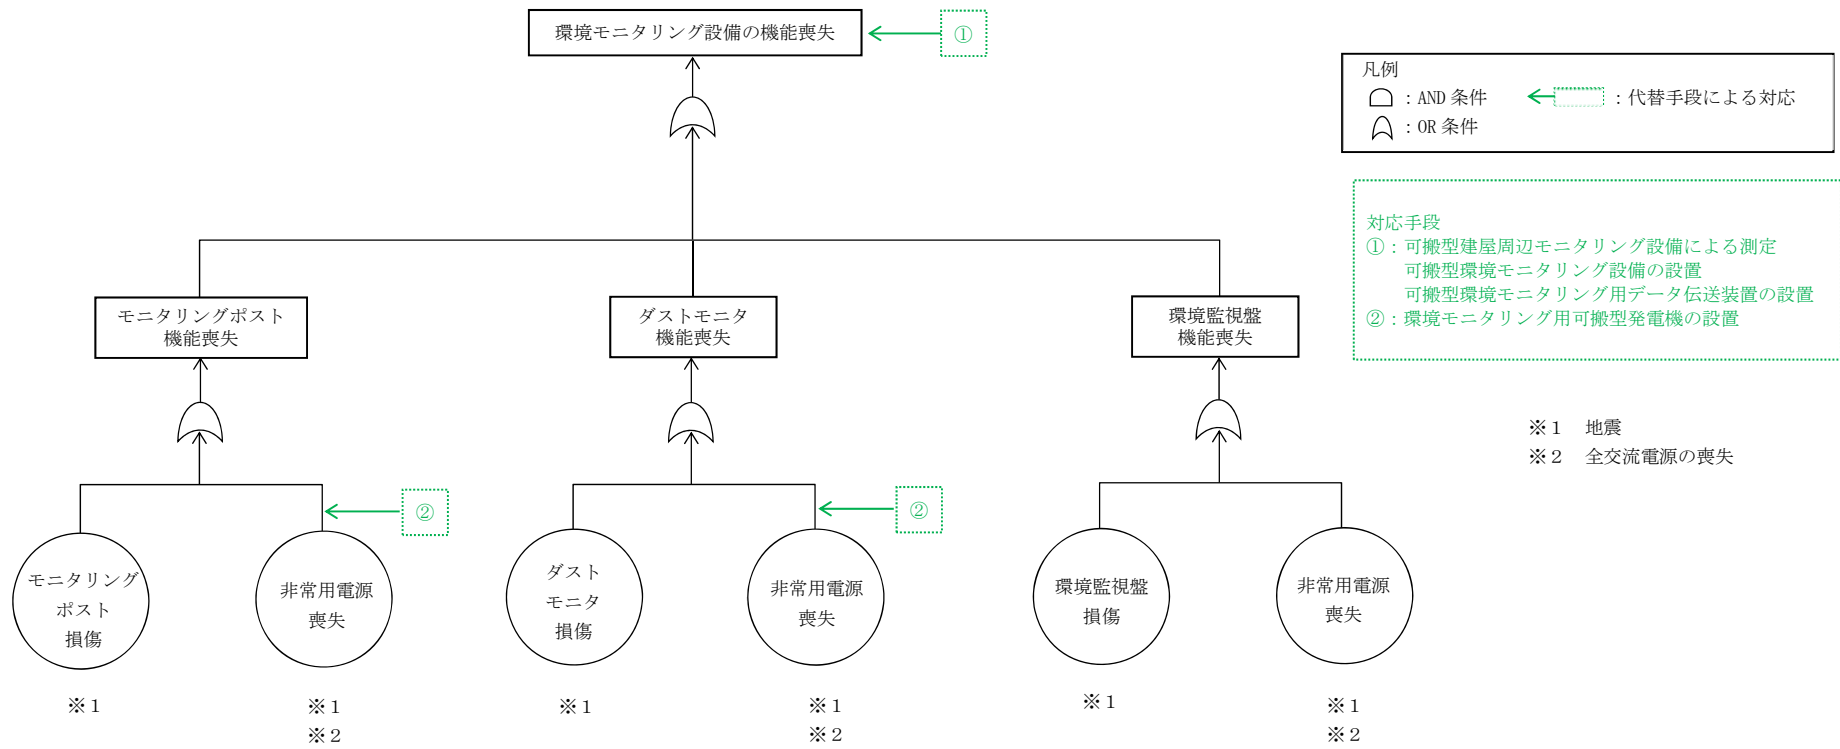 環境モニタリング設備の機能喪失
①
凡例
：AND 条件
：代替手段による対応
：OR 条件
対応手段
①：可搬型建屋周辺モニタリング設備による測定
可搬型環境モニタリング設備の設置
可搬型環境モニタリング用データ伝送装置の設置
②：環境モニタリング用可搬型発電機の設置
モニタリングポスト
機能喪失
ダストモニタ
機能喪失
環境監視盤
機能喪失
※１　地震
※２　全交流電源の喪失
②
②
モニタリング
ポスト
損傷
非常用電源
喪失
ダスト
モニタ
損傷
非常用電源
喪失
環境監視盤
損傷
非常用電源
喪失
※１
※１
※２
※１
※１
※２
※１
※１
※２